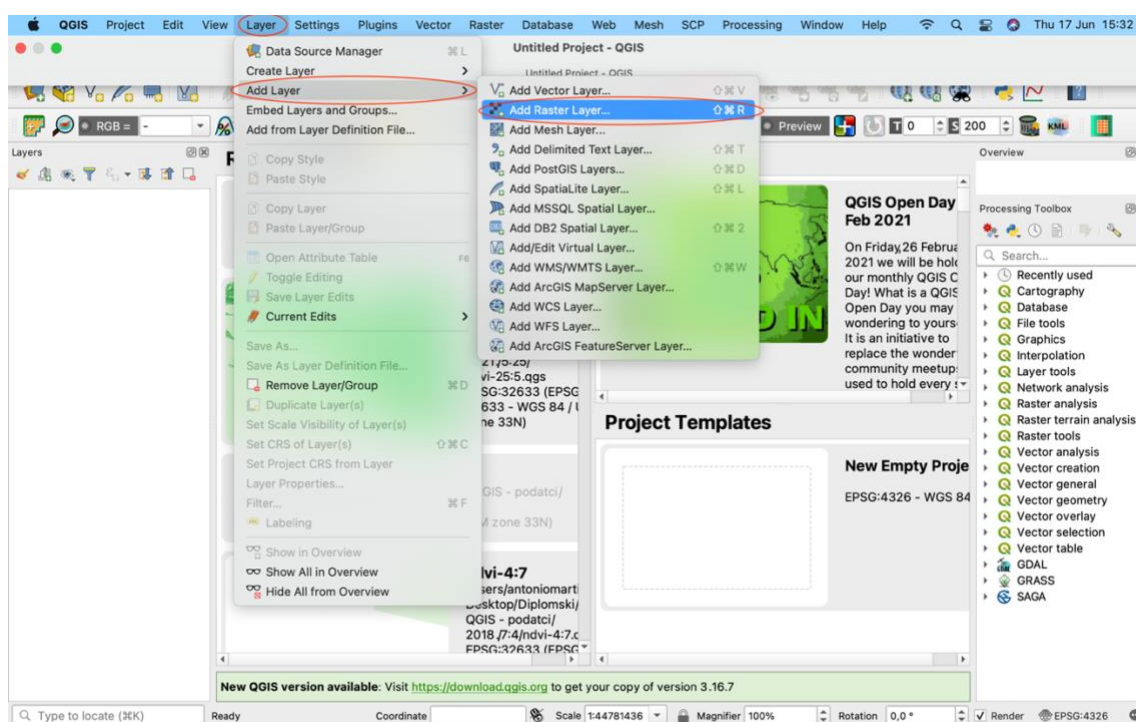 QGIS Project Edit View Layer Settings Plugins Vector Raster Database Web Mesh SCP Processing Window Help Thu 17 Jun 15:32
Untitled Project - QGIS
Untitled Project - QGIS
RGB = -
Preview
T 0
S 200
KML
Layers
Data Source Manager ⌘ L
Create Layer
Add Layer
Embed Layers and Groups...
Add from Layer Definition File...
Copy Style
Paste Style
Copy Layer
Paste Layer/Group
Open Attribute Table
Toggle Editing
Save Layer Edits
Current Edits
Save As...
Save As Layer Definition File...
Remove Layer/Group ⌘D
Duplicate Layer(s)
Set Scale Visibility of Layer(s)
Set CRS of Layer(s) ⇧⌘C
Set Project CRS from Layer
Layer Properties...
Filter... ⌘F
Labeling
Show in Overview
Show All in Overview
Hide All from Overview
Add Vector Layer... ⇧⌘V
Add Raster Layer... ⇧⌘R
Add Mesh Layer...
Add Delimited Text Layer... ⇧⌘T
Add PostGIS Layers... ⇧⌘D
Add SpatiaLite Layer... ⇧⌘L
Add MSSQL Spatial Layer...
Add DB2 Spatial Layer... ⇧⌘2
Add/Edit Virtual Layer...
Add WMS/WMTS Layer... ⇧⌘W
Add ArcGIS MapServer Layer...
Add WCS Layer...
Add WFS Layer...
Add ArcGIS FeatureServer Layer...
vi-25:5.qgs
SG:32633 (EPSG
633 - WGS 84 / U
ne 33N)
GIS - podatci/
M zone 33N)
dvi-4:7
sers/antoniomarti
esktop/Diplomski/
QGIS - podatci/
2018./7:4/ndvi-4:7.q
EPSG:32633 (EPSG
D IN
QGIS Open Day
Feb 2021
On Friday,26 Februa
2021 we will be hold
our monthly QGIS O
Day! What is a QGIS
Open Day you may
wondering to yours
It is an initiative to
replace the wonder
community meetup
used to hold every
Project Templates
New Empty Proje
EPSG:4326 - WGS 84
Overview
Processing Toolbox
Search...
Recently used
Cartography
Database
File tools
Graphics
Interpolation
Layer tools
Network analysis
Raster analysis
Raster terrain analysis
Raster tools
Vector analysis
Vector creation
Vector general
Vector geometry
Vector overlay
Vector selection
Vector table
GDAL
GRASS
SAGA
New QGIS version available: Visit https://download.qgis.org to get your copy of version 3.16.7
Type to locate (⌘K) Ready Coordinate Scale 1:44781436 Magnifier 100% Rotation 0,0 ° Render EPSG:4326